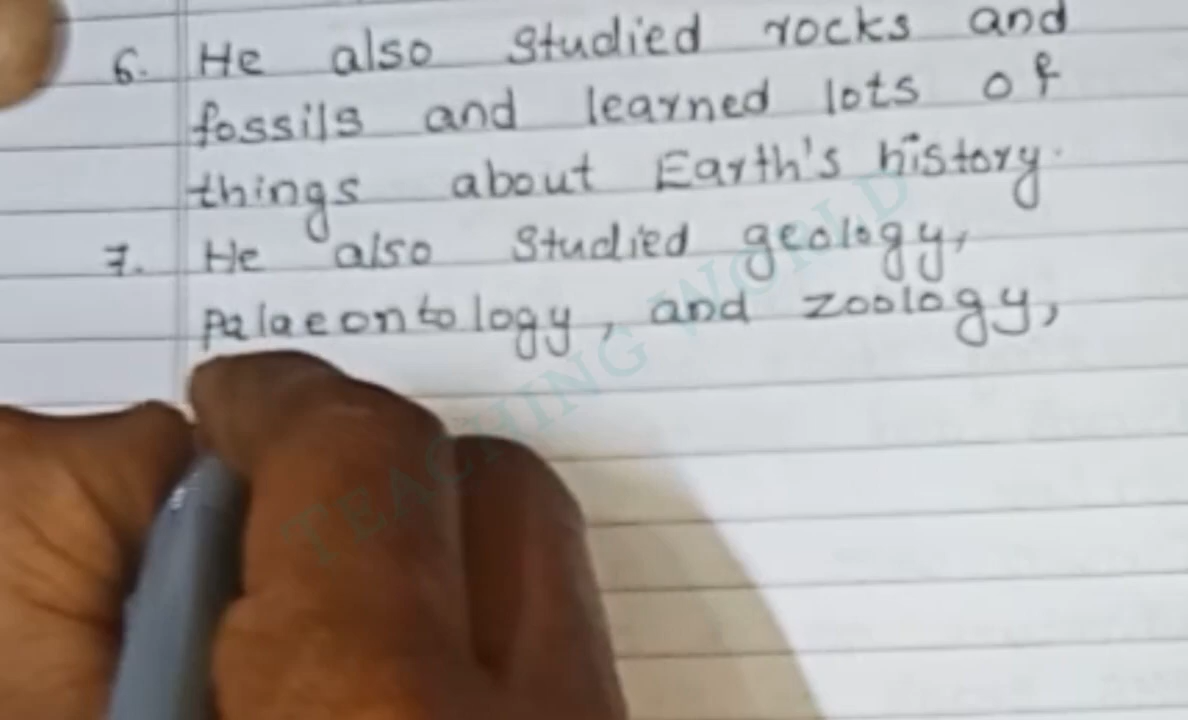 6. He also studied rocks and
fossils and learned lots of
things about Earth's history.
7. He also studied geology,
palaeontology, and zoology,
TEACHING WORLD